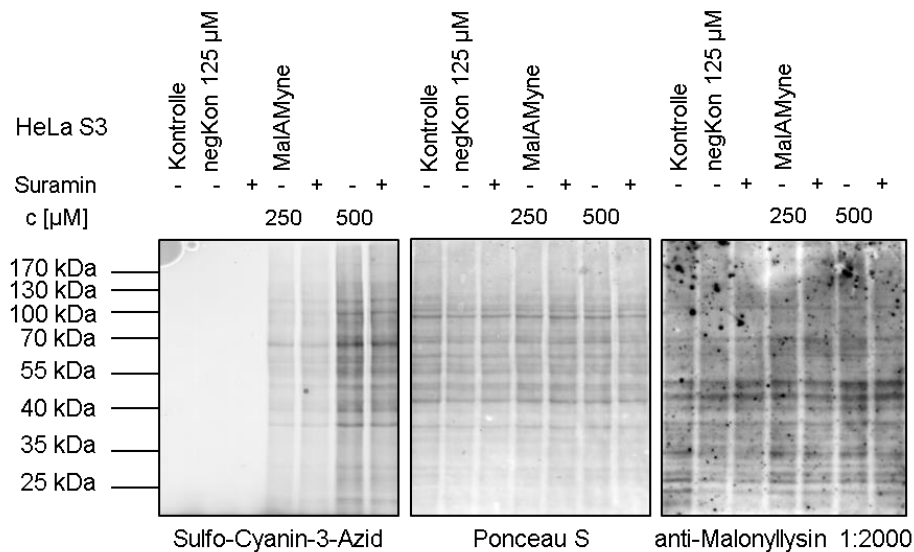 Kontrolle
negKon 125 µM
MalAMyne
Kontrolle
negKon 125 µM
MalAMyne
Kontrolle
negKon 125 µM
MalAMyne
HeLa S3
Suramin - - + - + - + - - + - + - + - - + - + - +
c [µM] 250 500 250 500 250 500
170 kDa
130 kDa
100 kDa
70 kDa
55 kDa
40 kDa
35 kDa
25 kDa
Sulfo-Cyanin-3-Azid Ponceau S anti-Malonyllysin 1:2000